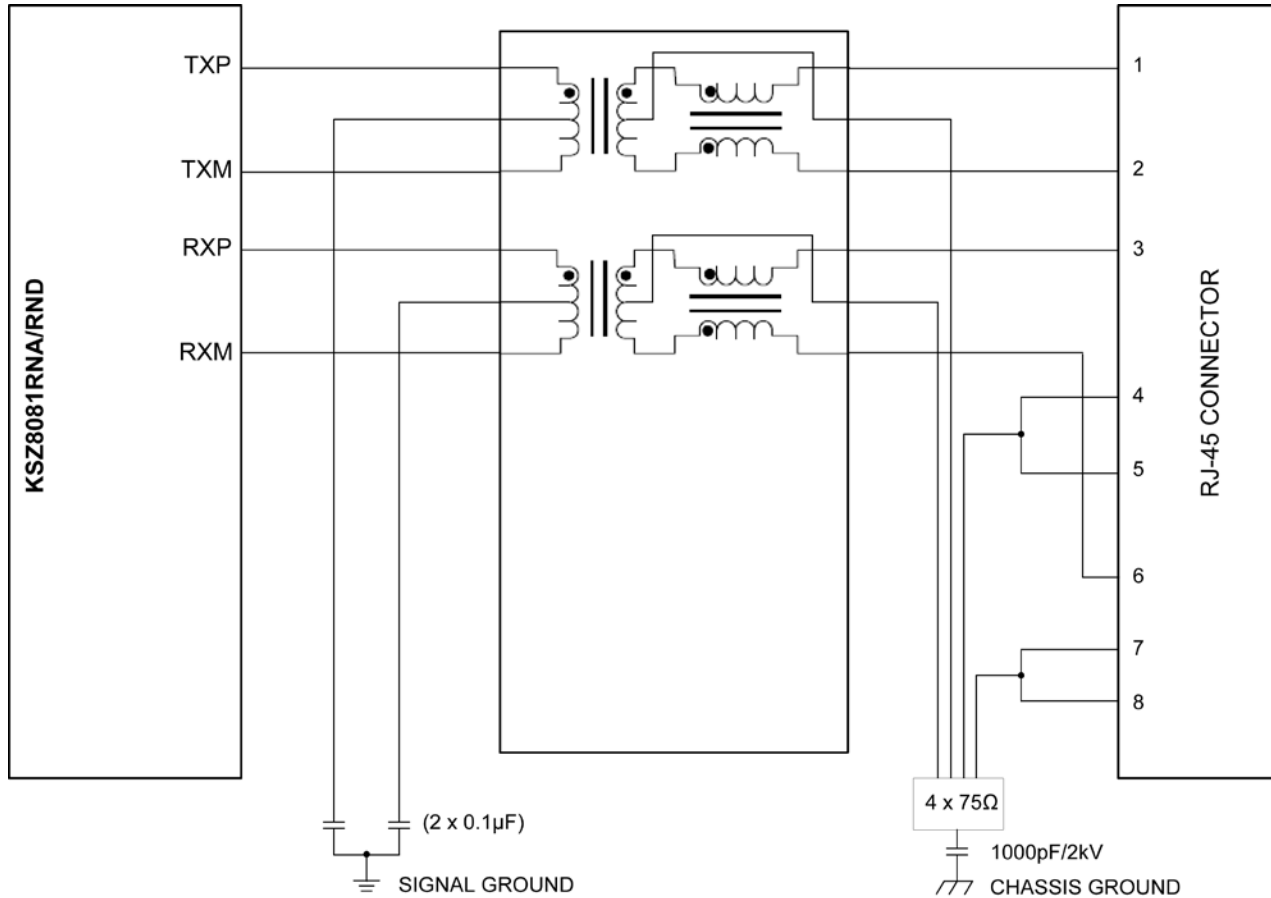 KSZ8081RNA/RND
TXP
TXM
RXP
RXM
1
2
3
4
5
6
7
8
RJ-45 CONNECTOR
(2 x 0.1µF)
SIGNAL GROUND
4 x 75Ω
1000pF/2kV
CHASSIS GROUND